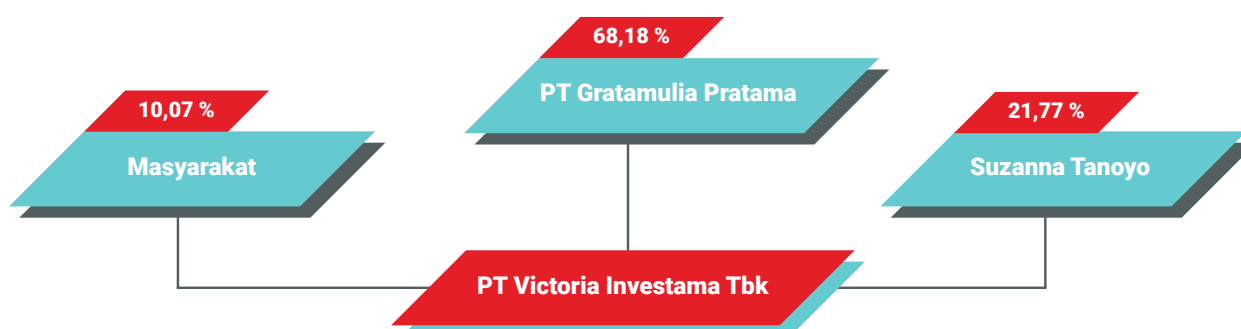 68,18 %
PT Gratamulia Pratama
10,07 %
Masyarakat
21,77 %
Suzanna Tanoyo
PT Victoria Investama Tbk